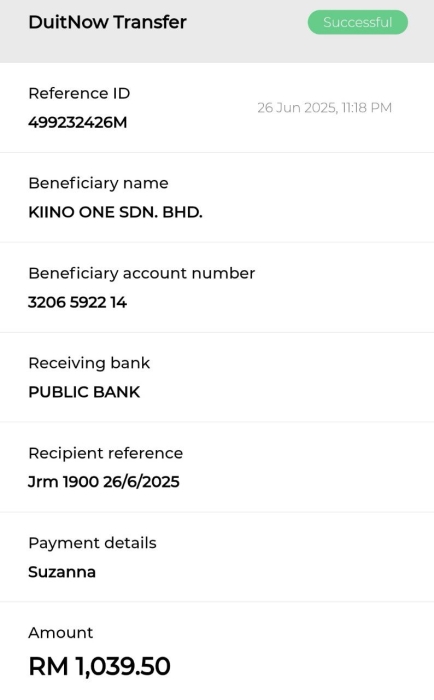 DuitNow Transfer
Successful
Reference ID
26 Jun 2025, 11:18 PM
499232426M
Beneficiary name
KIINO ONE SDN. BHD.
Beneficiary account number
3206 5922 14
Receiving bank
PUBLIC BANK
Recipient reference
Jrm 1900 26/6/2025
Payment details
Suzanna
Amount
RM 1,039.50